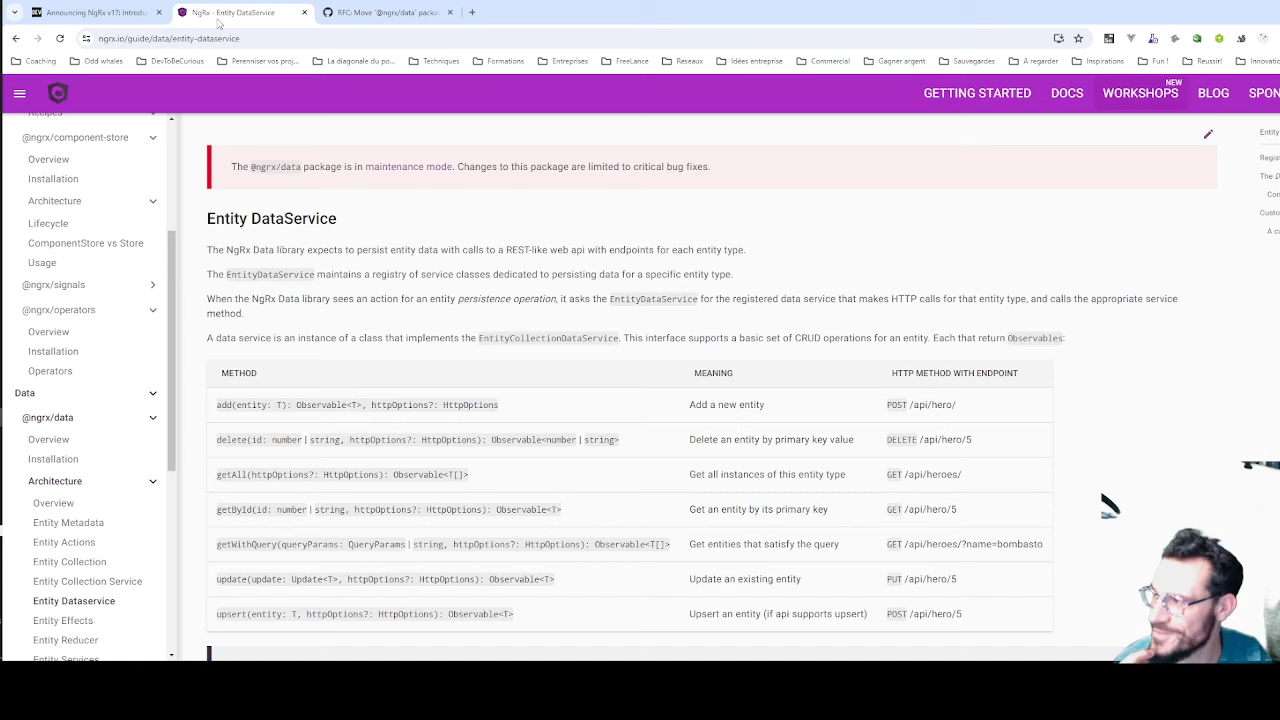 Announcing NgRx v17: Introdu
NgRx - Entity DataService
RFC: Move `@ngrx/data` packa
ngrx.io/guide/data/entity-dataservice
Coaching
Odd whales
DevToBeCurious
Perenniser vos proj...
La diagonale du po...
Techniques
Formations
Entreprises
FreeLance
Reseaux
Idées entreprise
Commercial
Gagner argent
Sauvegardes
A regarder
Inspirations
Fun !
Reussir!
Innovatio
GETTING STARTED
DOCS
WORKSHOPS
NEW
BLOG
SPON
Recipes
@ngrx/component-store
Overview
Installation
Architecture
Lifecycle
ComponentStore vs Store
Usage
@ngrx/signals
@ngrx/operators
Overview
Installation
Operators
Data
@ngrx/data
Overview
Installation
Architecture
Overview
Entity Metadata
Entity Actions
Entity Collection
Entity Collection Service
Entity Dataservice
Entity Effects
Entity Reducer
Entity Services
The @ngrx/data package is in maintenance mode. Changes to this package are limited to critical bug fixes.
Entity DataService
The NgRx Data library expects to persist entity data with calls to a REST-like web api with endpoints for each entity type.
The EntityDataService maintains a registry of service classes dedicated to persisting data for a specific entity type.
When the NgRx Data library sees an action for an entity persistence operation, it asks the EntityDataService for the registered data service that makes HTTP calls for that entity type, and calls the appropriate service
method.
A data service is an instance of a class that implements the EntityCollectionDataService. This interface supports a basic set of CRUD operations for an entity. Each that return Observables:
METHOD MEANING HTTP METHOD WITH ENDPOINT
add(entity: T): Observable<T>, httpOptions?: HttpOptions Add a new entity POST /api/hero/
delete(id: number|string, httpOptions?: HttpOptions): Observable<number|string> Delete an entity by primary key value DELETE /api/hero/5
getAll(httpOptions?: HttpOptions): Observable<T[]> Get all instances of this entity type GET /api/heroes/
getById(id: number|string, httpOptions?: HttpOptions): Observable<T> Get an entity by its primary key GET /api/hero/5
getWithQuery(queryParams: QueryParams|string, httpOptions?: HttpOptions): Observable<T[]> Get entities that satisfy the query GET /api/heroes/?name=bombasto
update(update: Update<T>, httpOptions?: HttpOptions): Observable<T> Update an existing entity PUT /api/hero/5
upsert(entity: T, httpOptions?: HttpOptions): Observable<T> Upsert an entity (if api supports upsert) POST /api/hero/5
Entity
Regist
The D
Con
Custo
A cu